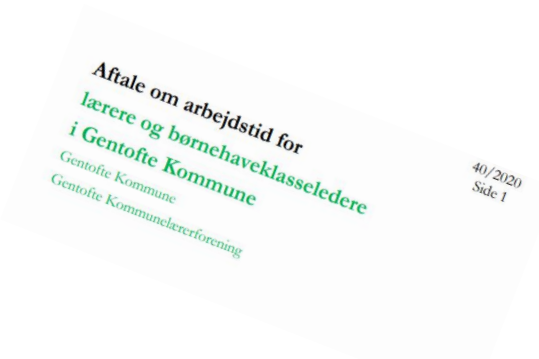 Aftale om arbejdstid for
lærere og børnehaveklasseledere
i Gentofte Kommune
Gentofte Kommune
Gentofte Kommunelærerforening
40/2020
Side 1